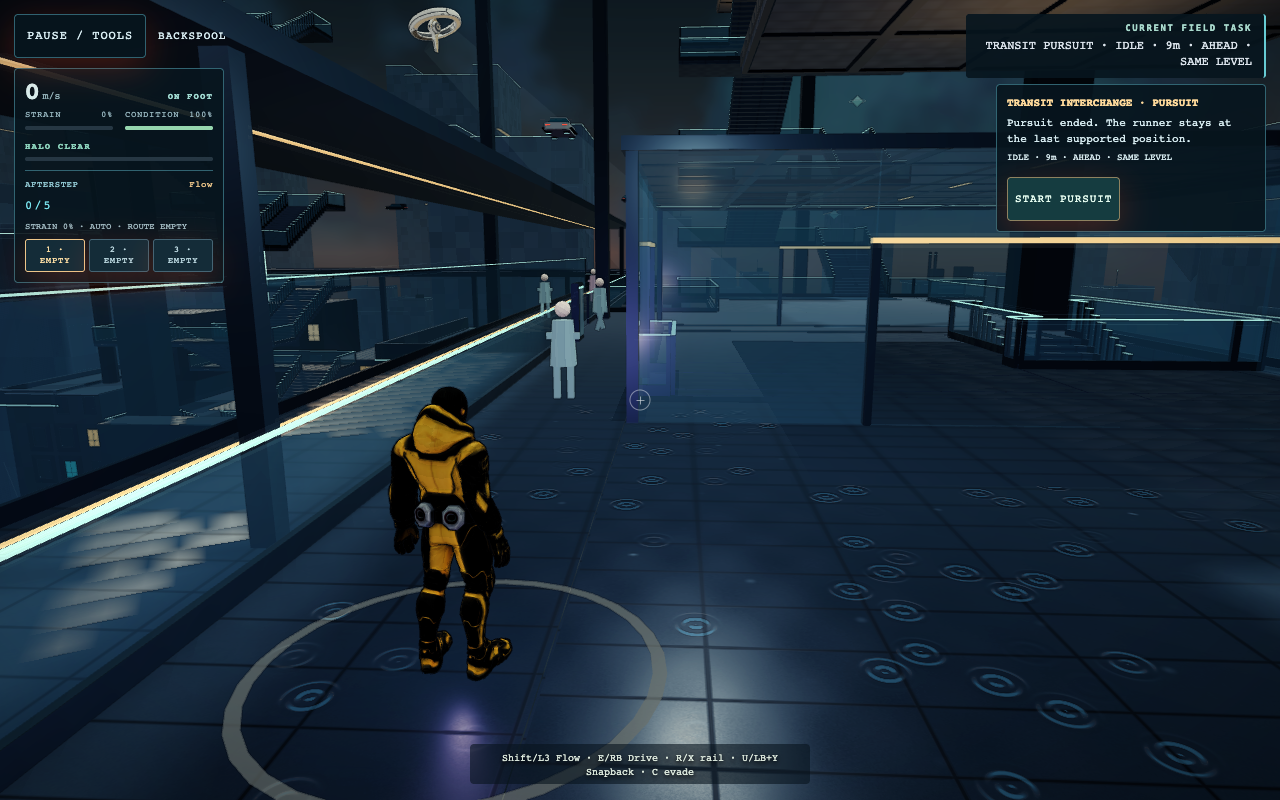 PAUSE / TOOLS
BACKSPOOL
0 m/s
ON FOOT
STRAIN 0%
CONDITION 100%
HALO CLEAR
AFTERSTEP
Flow
0 / 5
STRAIN 0% · AUTO · ROUTE EMPTY
1 · EMPTY
2 · EMPTY
3 · EMPTY
CURRENT FIELD TASK
TRANSIT PURSUIT · IDLE · 9m · AHEAD ·
SAME LEVEL
TRANSIT INTERCHANGE · PURSUIT
Pursuit ended. The runner stays at
the last supported position.
IDLE · 9m · AHEAD · SAME LEVEL
START PURSUIT
Shift/L3 Flow · E/RB Drive · R/X rail · U/LB+Y
Snapback · C evade